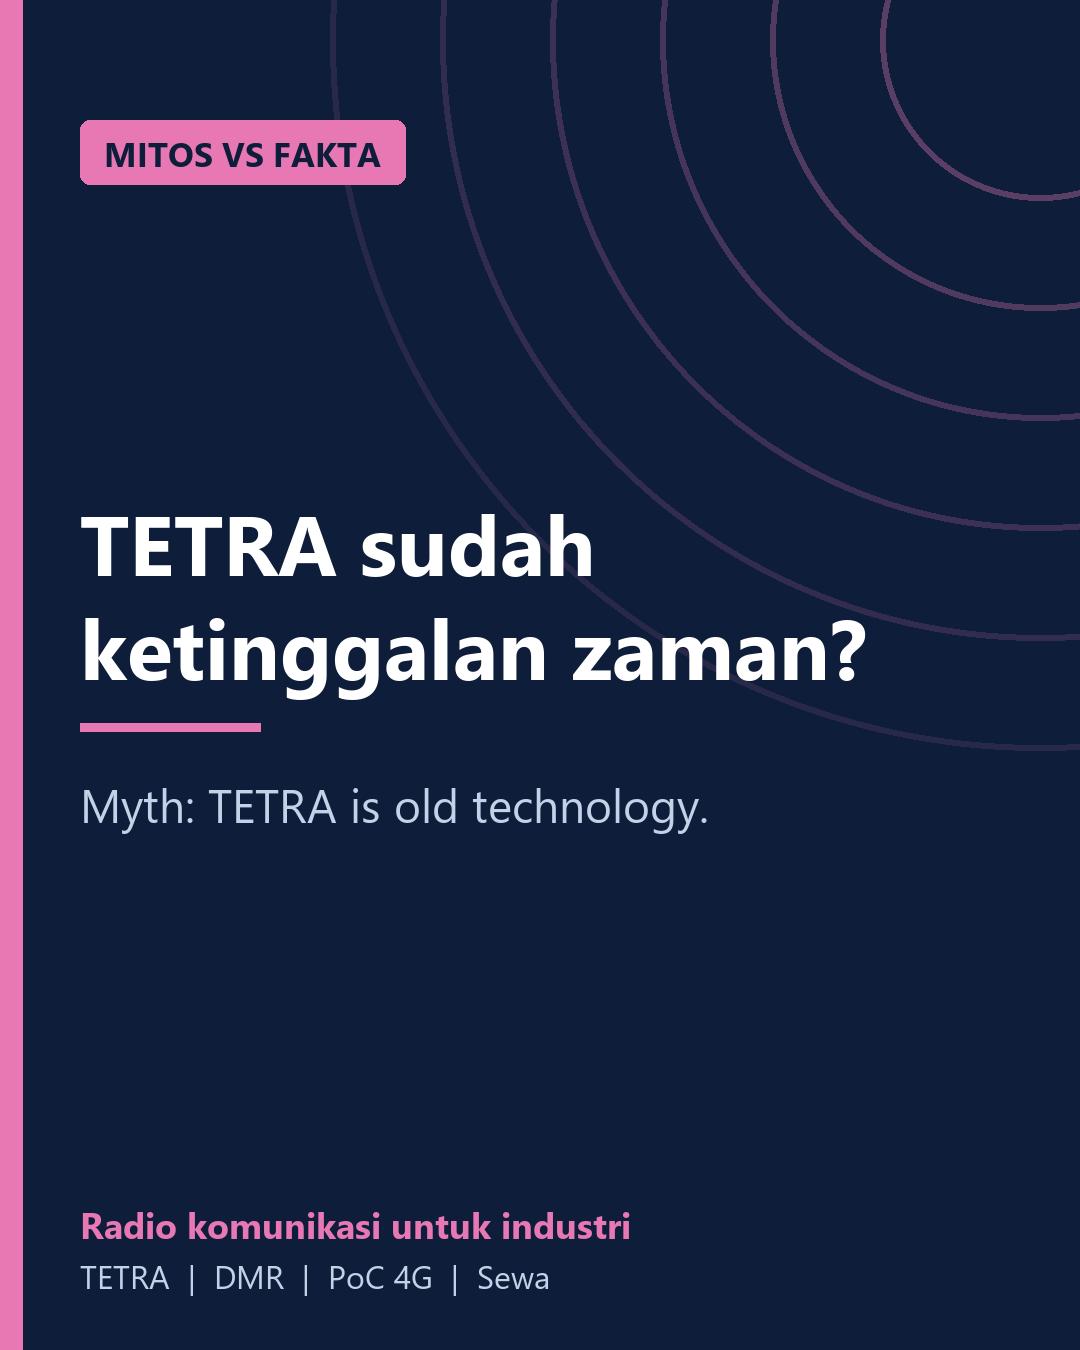 MITOS VS FAKTA
TETRA sudah
ketinggalan zaman?
Myth: TETRA is old technology.
Radio komunikasi untuk industri
TETRA | DMR | PoC 4G | Sewa